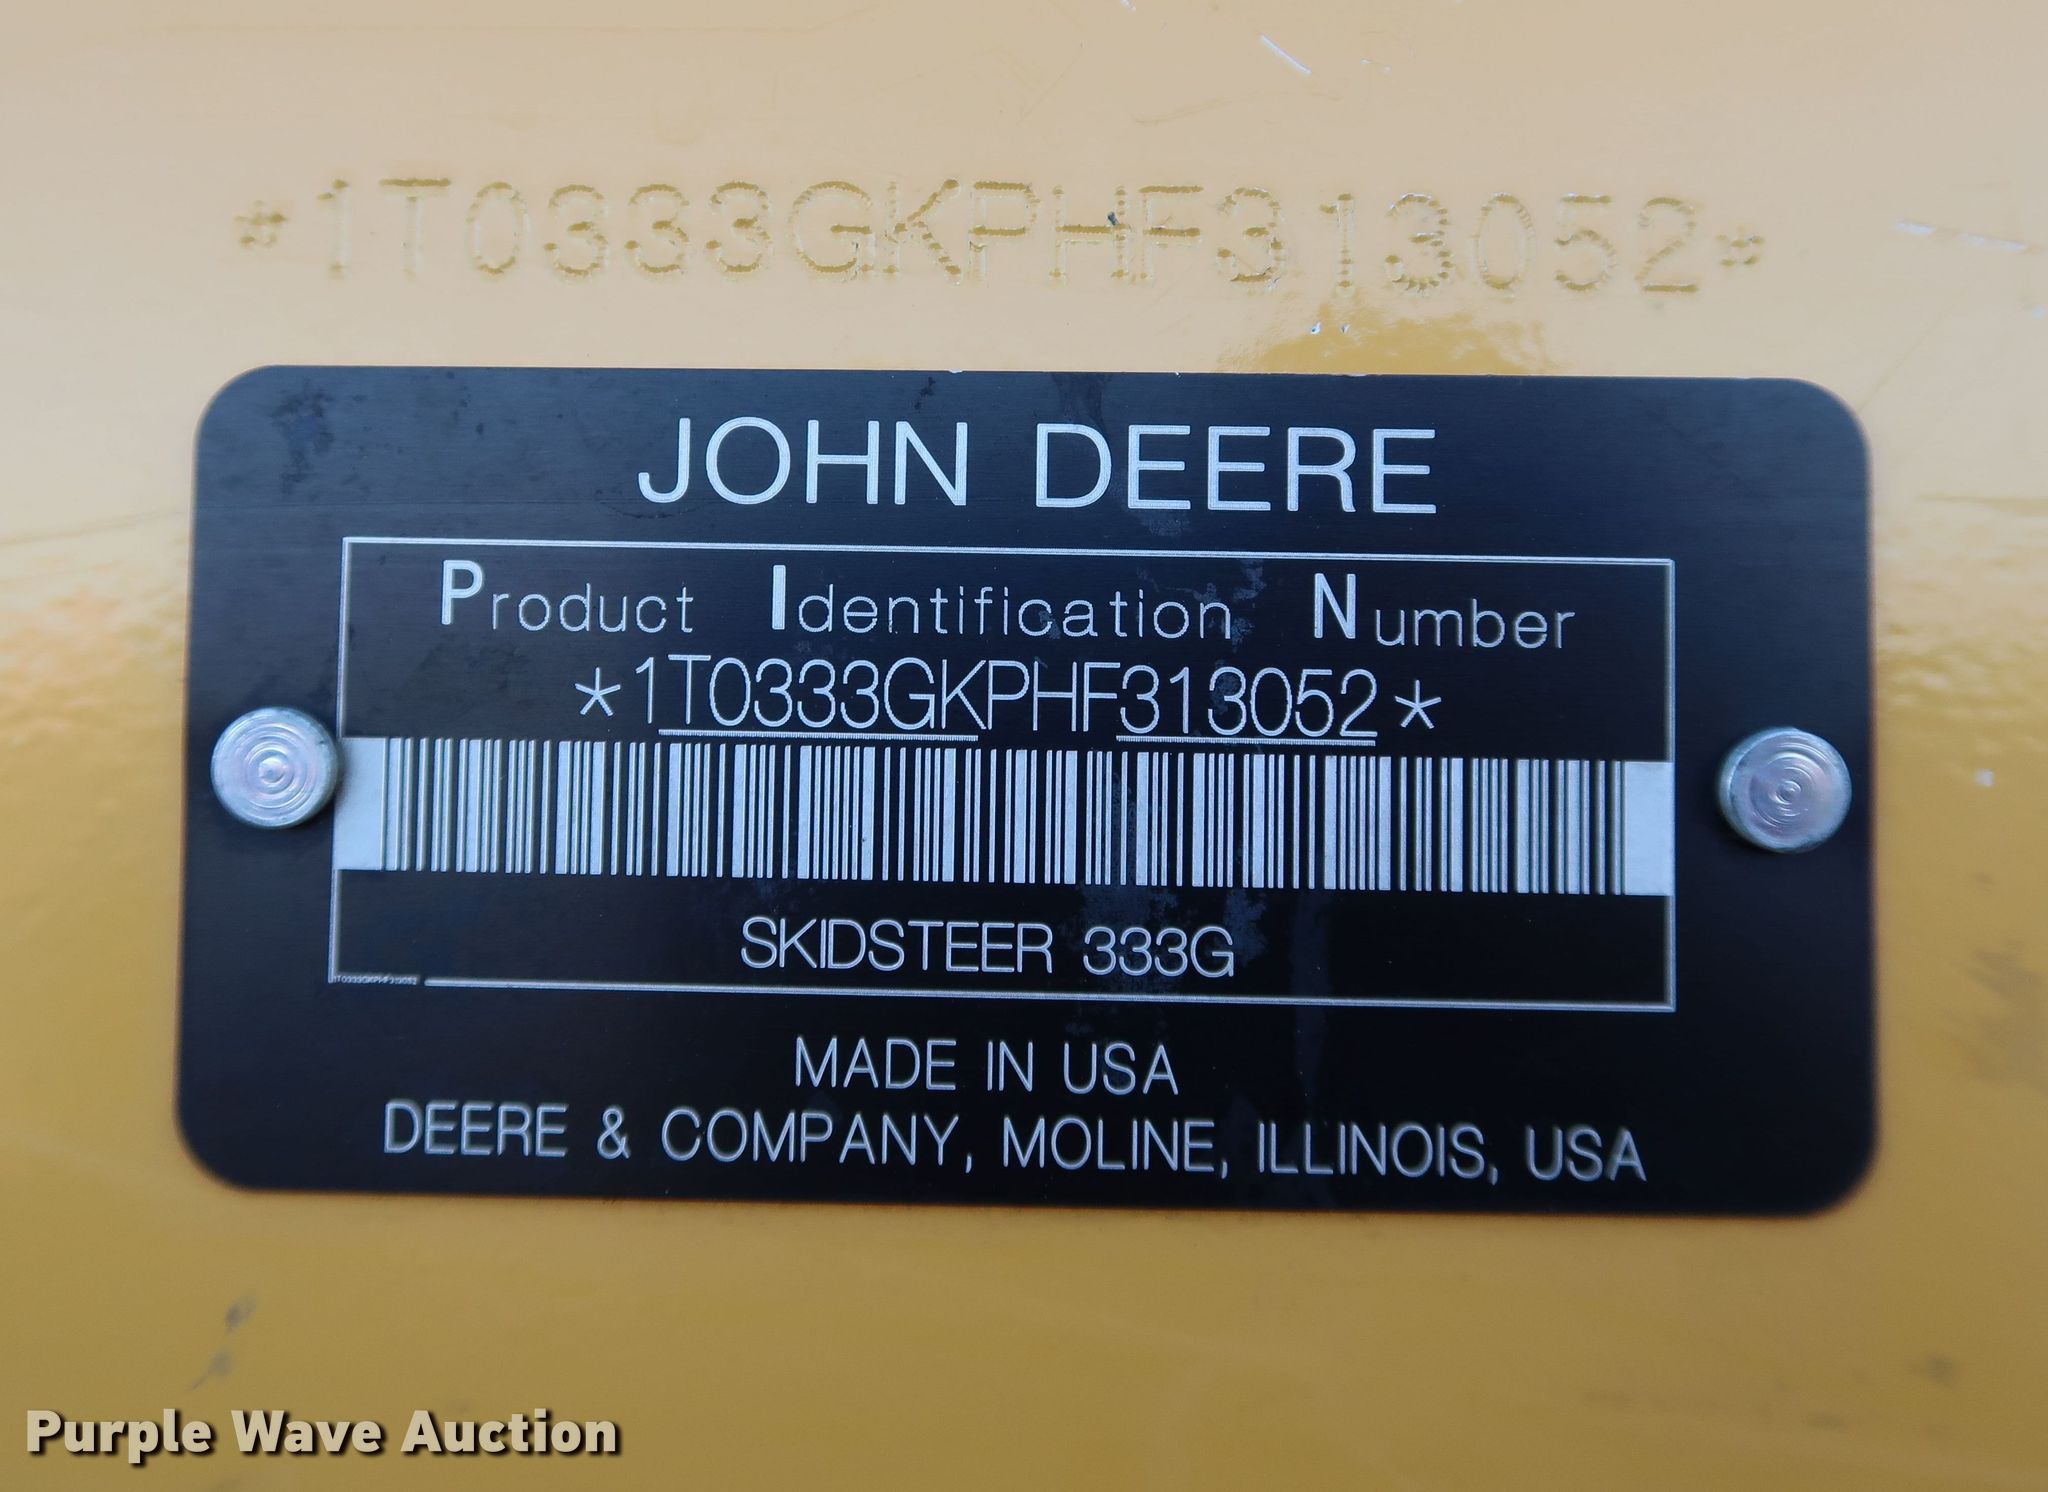 *1T0333GKPHF313052*
JOHN DEERE
Product Identification Number
*1T0333GKPHF313052*
SKIDSTEER 333G
1T0333GKPHF313052
MADE IN USA
DEERE & COMPANY, MOLINE, ILLINOIS, USA
Purple Wave Auction